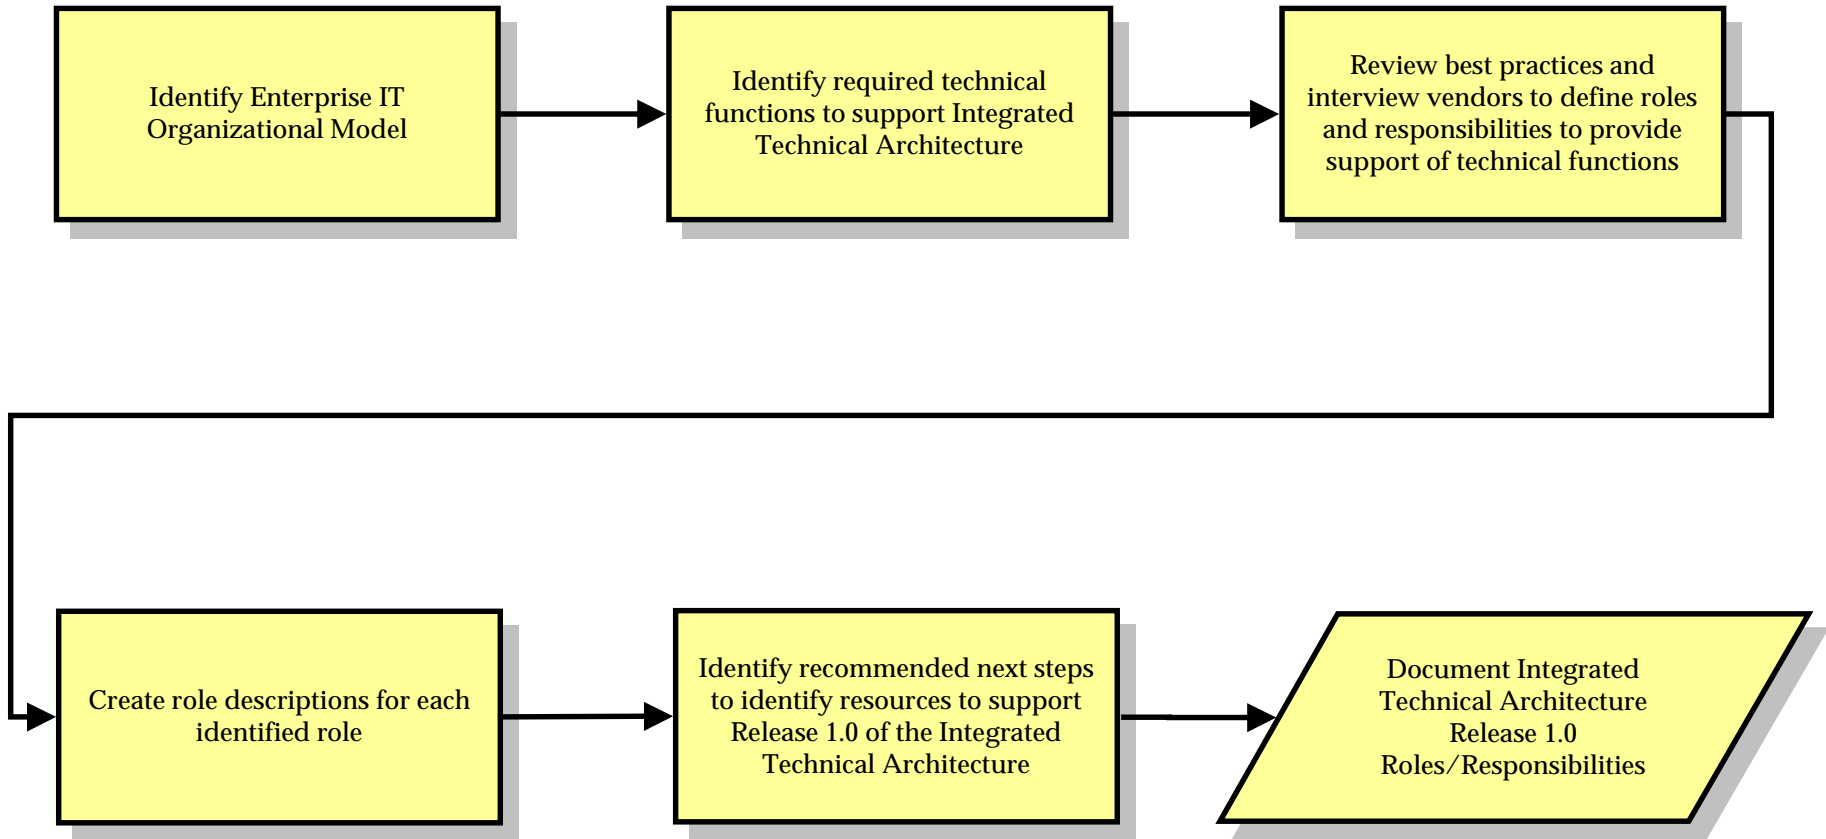 Identify Enterprise IT
Organizational Model
Identify required technical
functions to support Integrated
Technical Architecture
Review best practices and
interview vendors to define roles
and responsibilities to provide
support of technical functions
Create role descriptions for each
identified role
Identify recommended next steps
to identify resources to support
Release 1.0 of the Integrated
Technical Architecture
Document Integrated
Technical Architecture
Release 1.0
Roles/Responsibilities